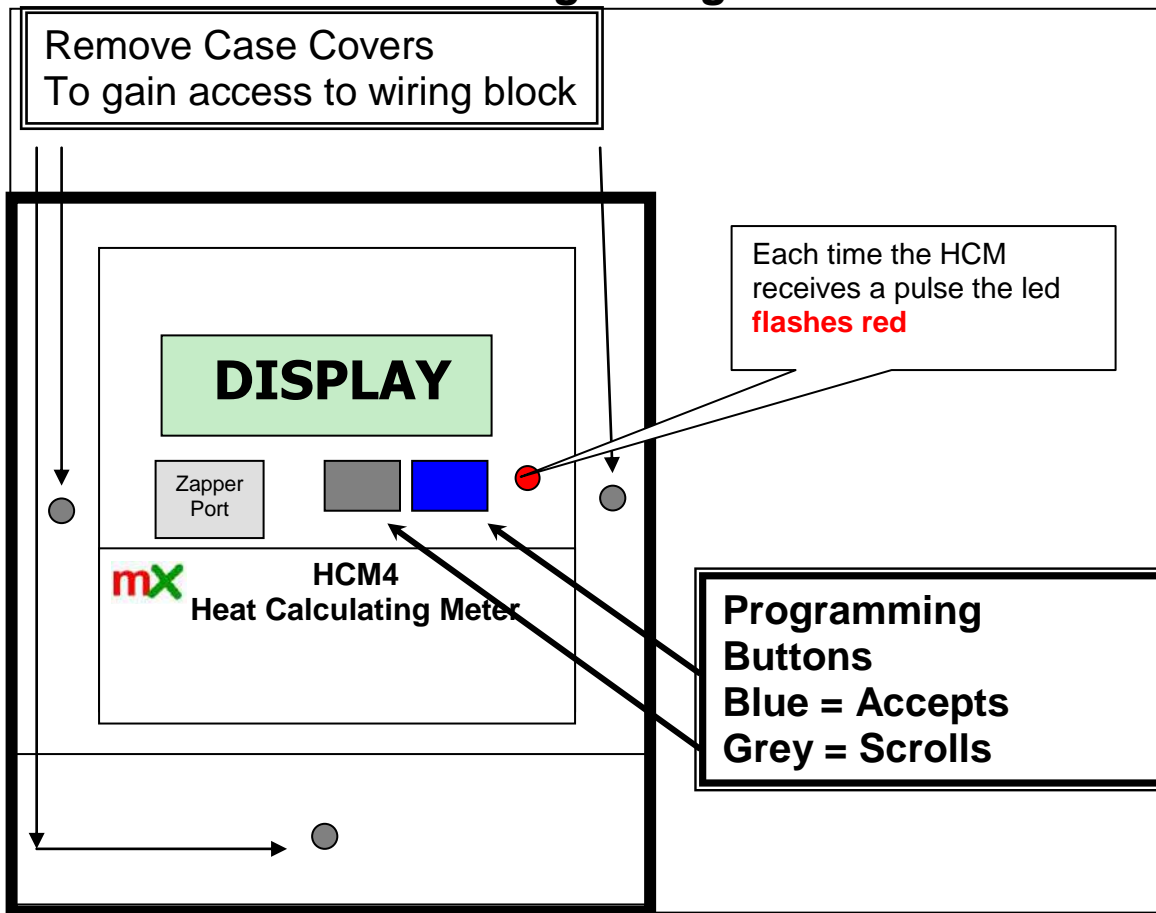 Remove Case Covers
To gain access to wiring block
Each time the HCM
receives a pulse the led
flashes red
DISPLAY
Zapper
Port
mX
HCM4
Heat Calculating Meter
Programming
Buttons
Blue = Accepts
Grey = Scrolls